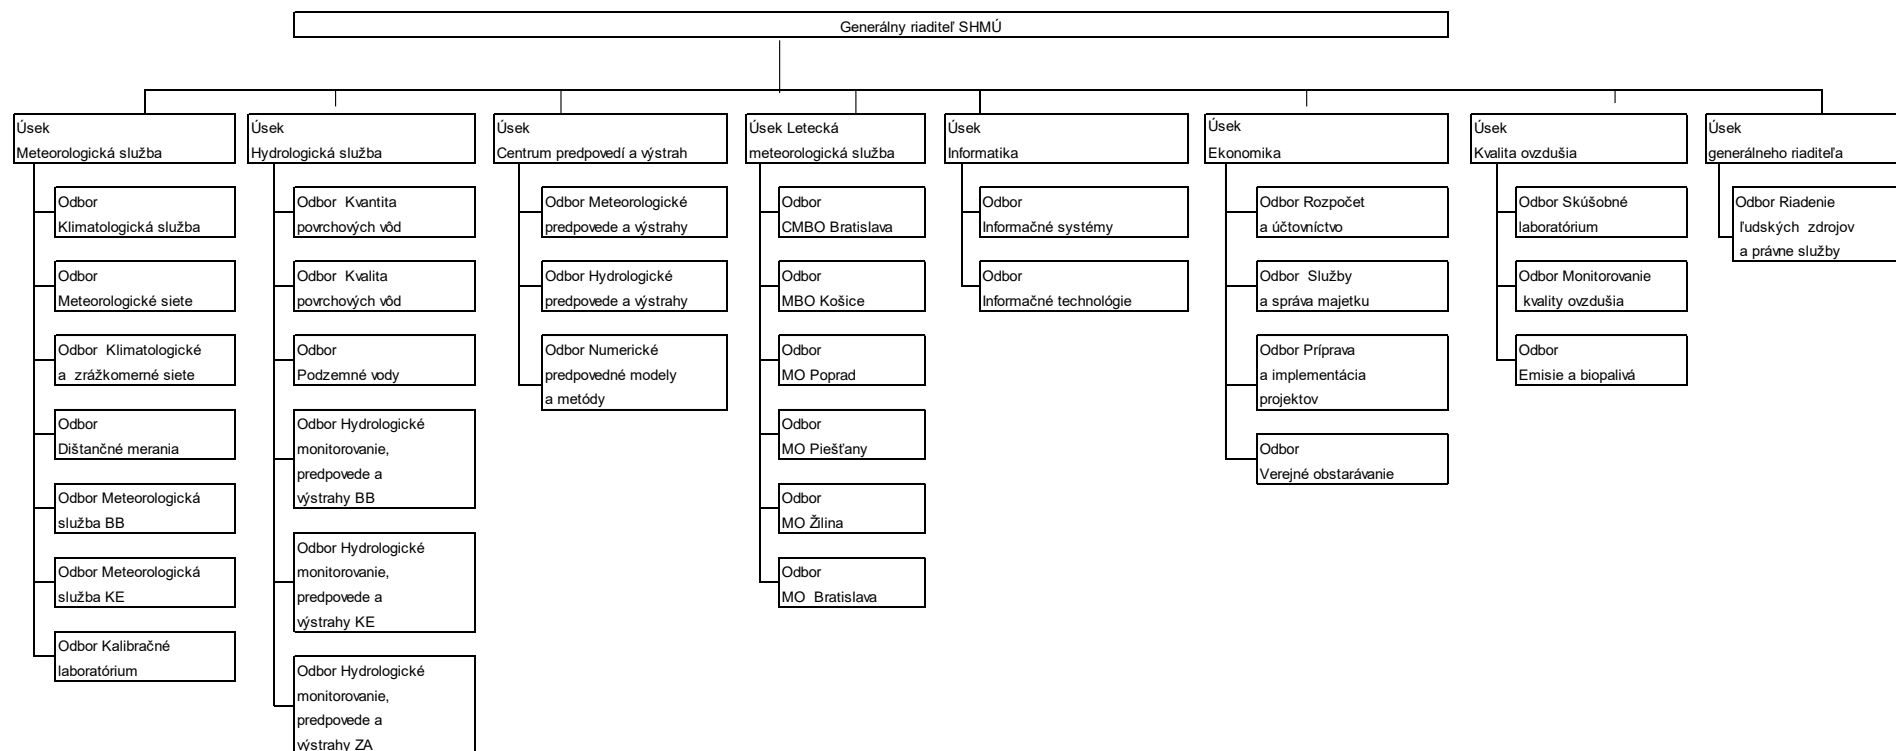 Generálny riaditeľ SHMÚ
Úsek
Meteorologická služba
Odbor
Klimatologická služba
Odbor
Meteorologické siete
Odbor  Klimatologické
a  zrážkomerné siete
Odbor
Dištančné merania
Odbor Meteorologická
služba BB
Odbor Meteorologická
služba KE
Odbor Kalibračné
laboratórium
Úsek
Hydrologická služba
Odbor  Kvantita
povrchových vôd
Odbor  Kvalita
povrchových vôd
Odbor
Podzemné vody
Odbor Hydrologické
monitorovanie,
predpovede a
výstrahy BB
Odbor Hydrologické
monitorovanie,
predpovede a
výstrahy KE
Odbor Hydrologické
monitorovanie,
predpovede a
výstrahy ZA
Úsek
Centrum predpovedí a výstrah
Odbor Meteorologické
predpovede a výstrahy
Odbor Hydrologické
predpovede a výstrahy
Odbor Numerické
predpovedné modely
a metódy
Úsek Letecká
meteorologická služba
Odbor
CMBO Bratislava
Odbor
MBO Košice
Odbor
MO Poprad
Odbor
MO Piešťany
Odbor
MO Žilina
Odbor
MO  Bratislava
Úsek
Informatika
Odbor
Informačné systémy
Odbor
Informačné technológie
Úsek
Ekonomika
Odbor Rozpočet
a účtovníctvo
Odbor  Služby
a správa majetku
Odbor Príprava
a implementácia
projektov
Odbor
Verejné obstarávanie
Úsek
Kvalita ovzdušia
Odbor Skúšobné
laboratórium
Odbor Monitorovanie
kvality ovzdušia
Odbor
Emisie a biopalivá
Úsek
generálneho riaditeľa
Odbor Riadenie
ľudských  zdrojov
a právne služby